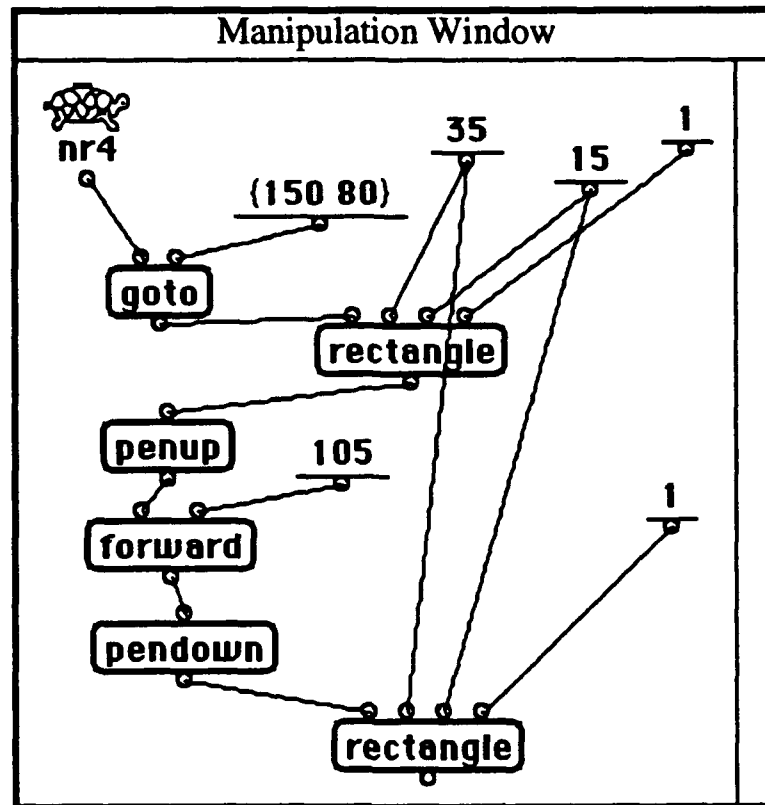 Manipulation Window
nr4
35
15
1
{150 80}
goto
rectangle
penup
105
forward
1
pendown
rectangle